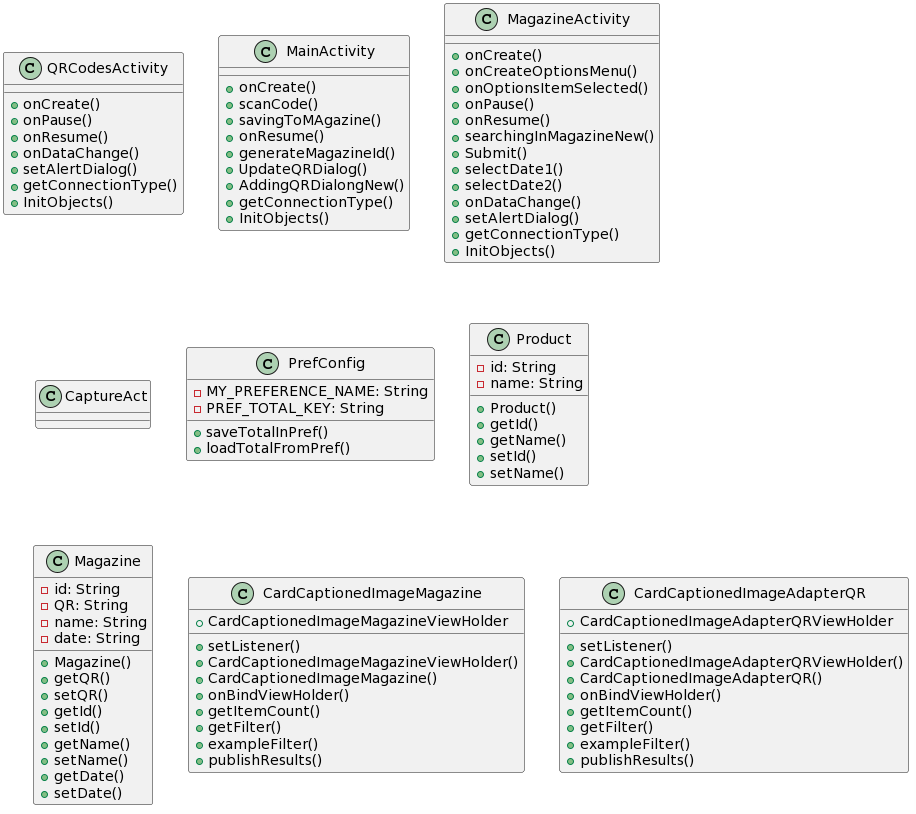 C QRCodesActivity
onCreate()
onPause()
onResume()
onDataChange()
setAlertDialog()
getConnectionType()
InitObjects()
C MainActivity
onCreate()
scanCode()
savingToMAgazine()
onResume()
generateMagazineId()
UpdateQRDialog()
AddingQRDialongNew()
getConnectionType()
InitObjects()
C MagazineActivity
onCreate()
onCreateOptionsMenu()
onOptionsItemSelected()
onPause()
onResume()
searchingInMagazineNew()
Submit()
selectDate1()
selectDate2()
onDataChange()
setAlertDialog()
getConnectionType()
InitObjects()
C CaptureAct
C PrefConfig
MY_PREFERENCE_NAME: String
PREF_TOTAL_KEY: String
saveTotalInPref()
loadTotalFromPref()
C Product
id: String
name: String
Product()
getId()
getName()
setId()
setName()
C Magazine
id: String
QR: String
name: String
date: String
Magazine()
getQR()
setQR()
getId()
setId()
getName()
setName()
getDate()
setDate()
C CardCaptionedImageMagazine
CardCaptionedImageMagazineViewHolder
setListener()
CardCaptionedImageMagazineViewHolder()
CardCaptionedImageMagazine()
onBindViewHolder()
getItemCount()
getFilter()
exampleFilter()
publishResults()
C CardCaptionedImageAdapterQR
CardCaptionedImageAdapterQRViewHolder
setListener()
CardCaptionedImageAdapterQRViewHolder()
CardCaptionedImageAdapterQR()
onBindViewHolder()
getItemCount()
getFilter()
exampleFilter()
publishResults()